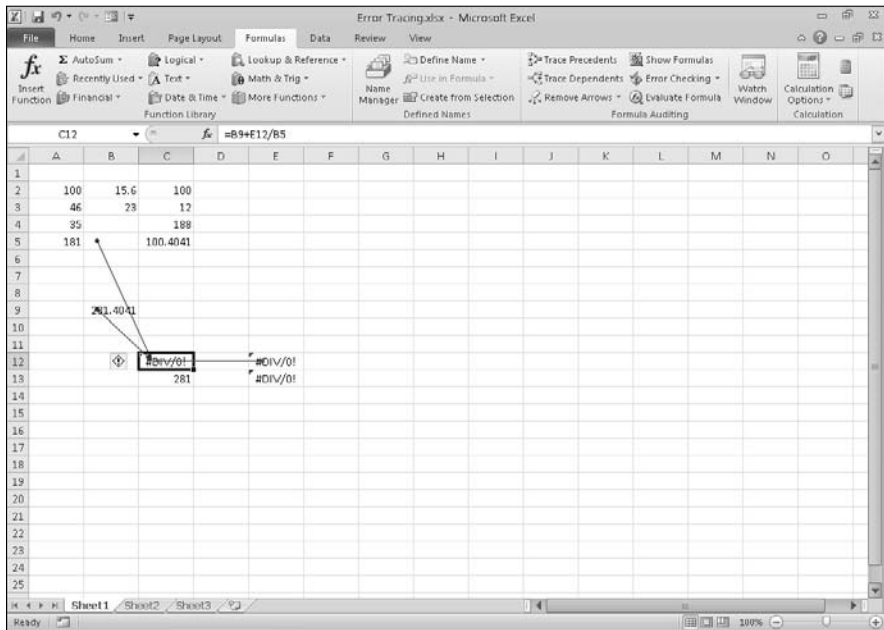 Error Tracing.xlsx - Microsoft Excel
File Home Insert Page Layout Formulas Data Review View
fx Insert Function
Σ AutoSum
Recently Used
Financial
Logical
Text
Date & Time
Lookup & Reference
Math & Trig
More Functions
Function Library
Name Manager
Define Name
Use in Formula
Create from Selection
Defined Names
Trace Precedents
Trace Dependents
Remove Arrows
Show Formulas
Error Checking
Evaluate Formula
Formula Auditing
Watch Window
Calculation Options
Calculation
C12 fx =B9+E12/B5
A B C D E F G H I J K L M N O
1
2 100 15.6 100
3 46 23 12
4 35 188
5 181 100.4041
6
7
8
9 281.4041
10
11
12 #DIV/0! #DIV/0!
13 281 #DIV/0!
14
15
16
17
18
19
20
21
22
23
24
25
Sheet1 Sheet2 Sheet3
Ready 100%